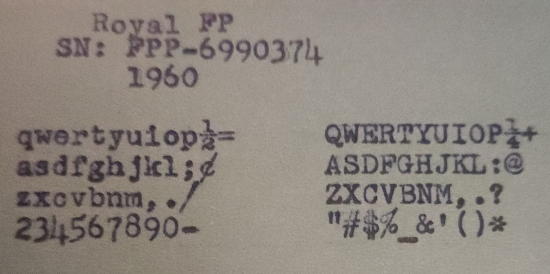 Royal FP
SN: FPP-6990374
1960
qwertyuiop½= QWERTYUIOP¼+
asdfghjkl;¢ ASDFGHJKL:@
zxcvbnm,./ ZXCVBNM,.?
234567890- "#$%_&'()*